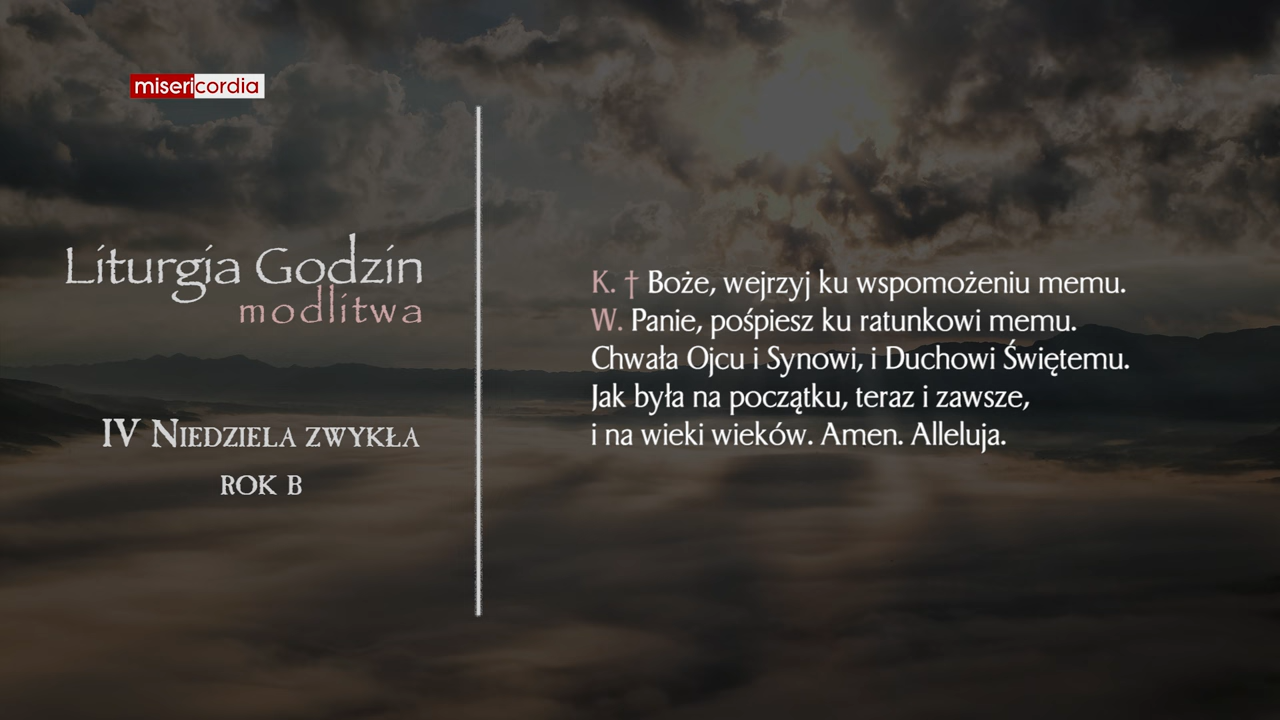 misericordia
Liturgia Godzin
modlitwa
IV Niedziela zwykła
rok B
K. † Boże, wejrzyj ku wspomożeniu memu.
W. Panie, pośpiesz ku ratunkowi memu.
Chwała Ojcu i Synowi, i Duchowi Świętemu.
Jak była na początku, teraz i zawsze,
i na wieki wieków. Amen. Alleluja.